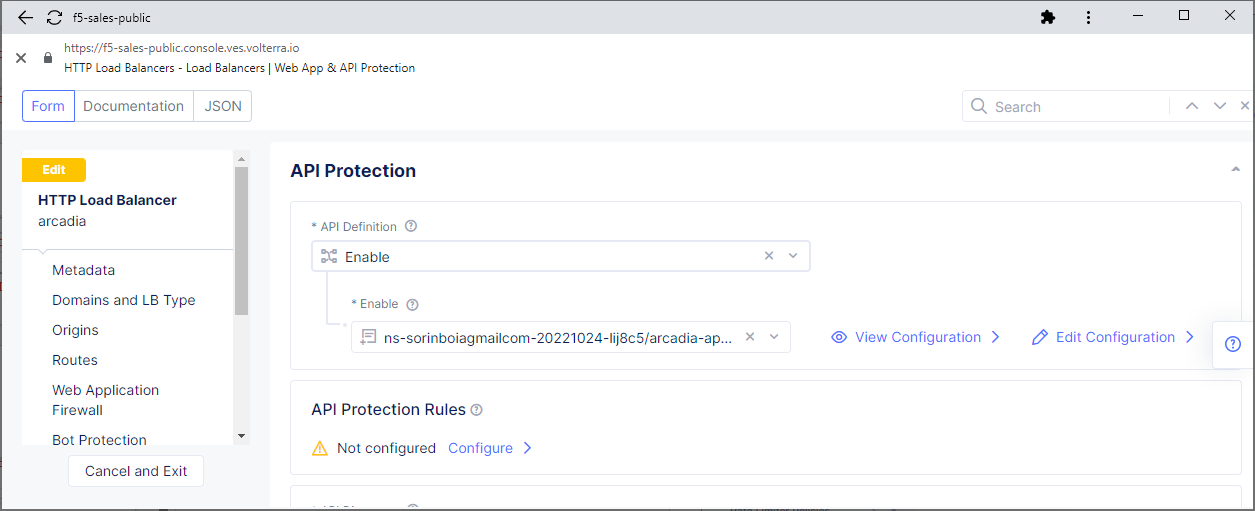 f5-sales-public
https://f5-sales-public.console.ves.volterra.io
HTTP Load Balancers - Load Balancers | Web App & API Protection
Form Documentation JSON
Search
Edit
HTTP Load Balancer
arcadia
Metadata
Domains and LB Type
Origins
Routes
Web Application
Firewall
Bot Protection
Cancel and Exit
API Protection
* API Definition
Enable
* Enable
ns-sorinboiagmailcom-20221024-lij8c5/arcadia-ap...
View Configuration
Edit Configuration
API Protection Rules
Not configured Configure